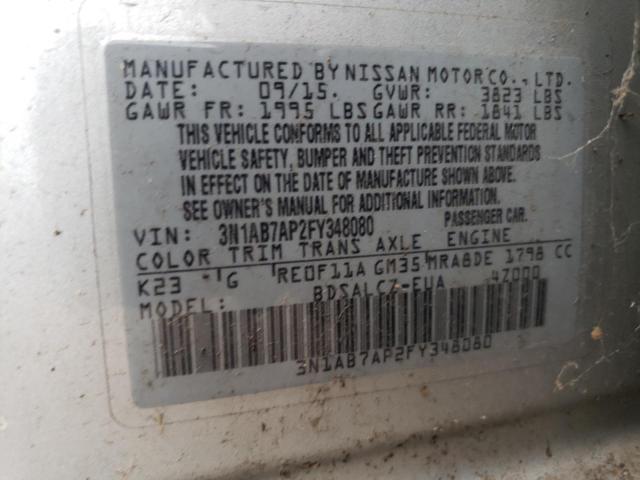 MANUFACTURED BY NISSAN MOTOR CO., LTD.
DATE: 09/15. GVWR: 3823 LBS
GAWR FR: 1995 LBS GAWR RR: 1841 LBS
THIS VEHICLE CONFORMS TO ALL APPLICABLE FEDERAL MOTOR
VEHICLE SAFETY, BUMPER AND THEFT PREVENTION STANDARDS
IN EFFECT ON THE DATE OF MANUFACTURE SHOWN ABOVE.
SEE OWNER'S MANUAL FOR ADDITIONAL INFORMATION.
VIN: 3N1AB7AP2FY348080 PASSENGER CAR.
COLOR TRIM TRANS AXLE ENGINE
K23 G RE0F11A GM35 MRA8DE 1798 CC
MODEL: BDSALCZ-EUA 4Z000
3N1AB7AP2FY348080